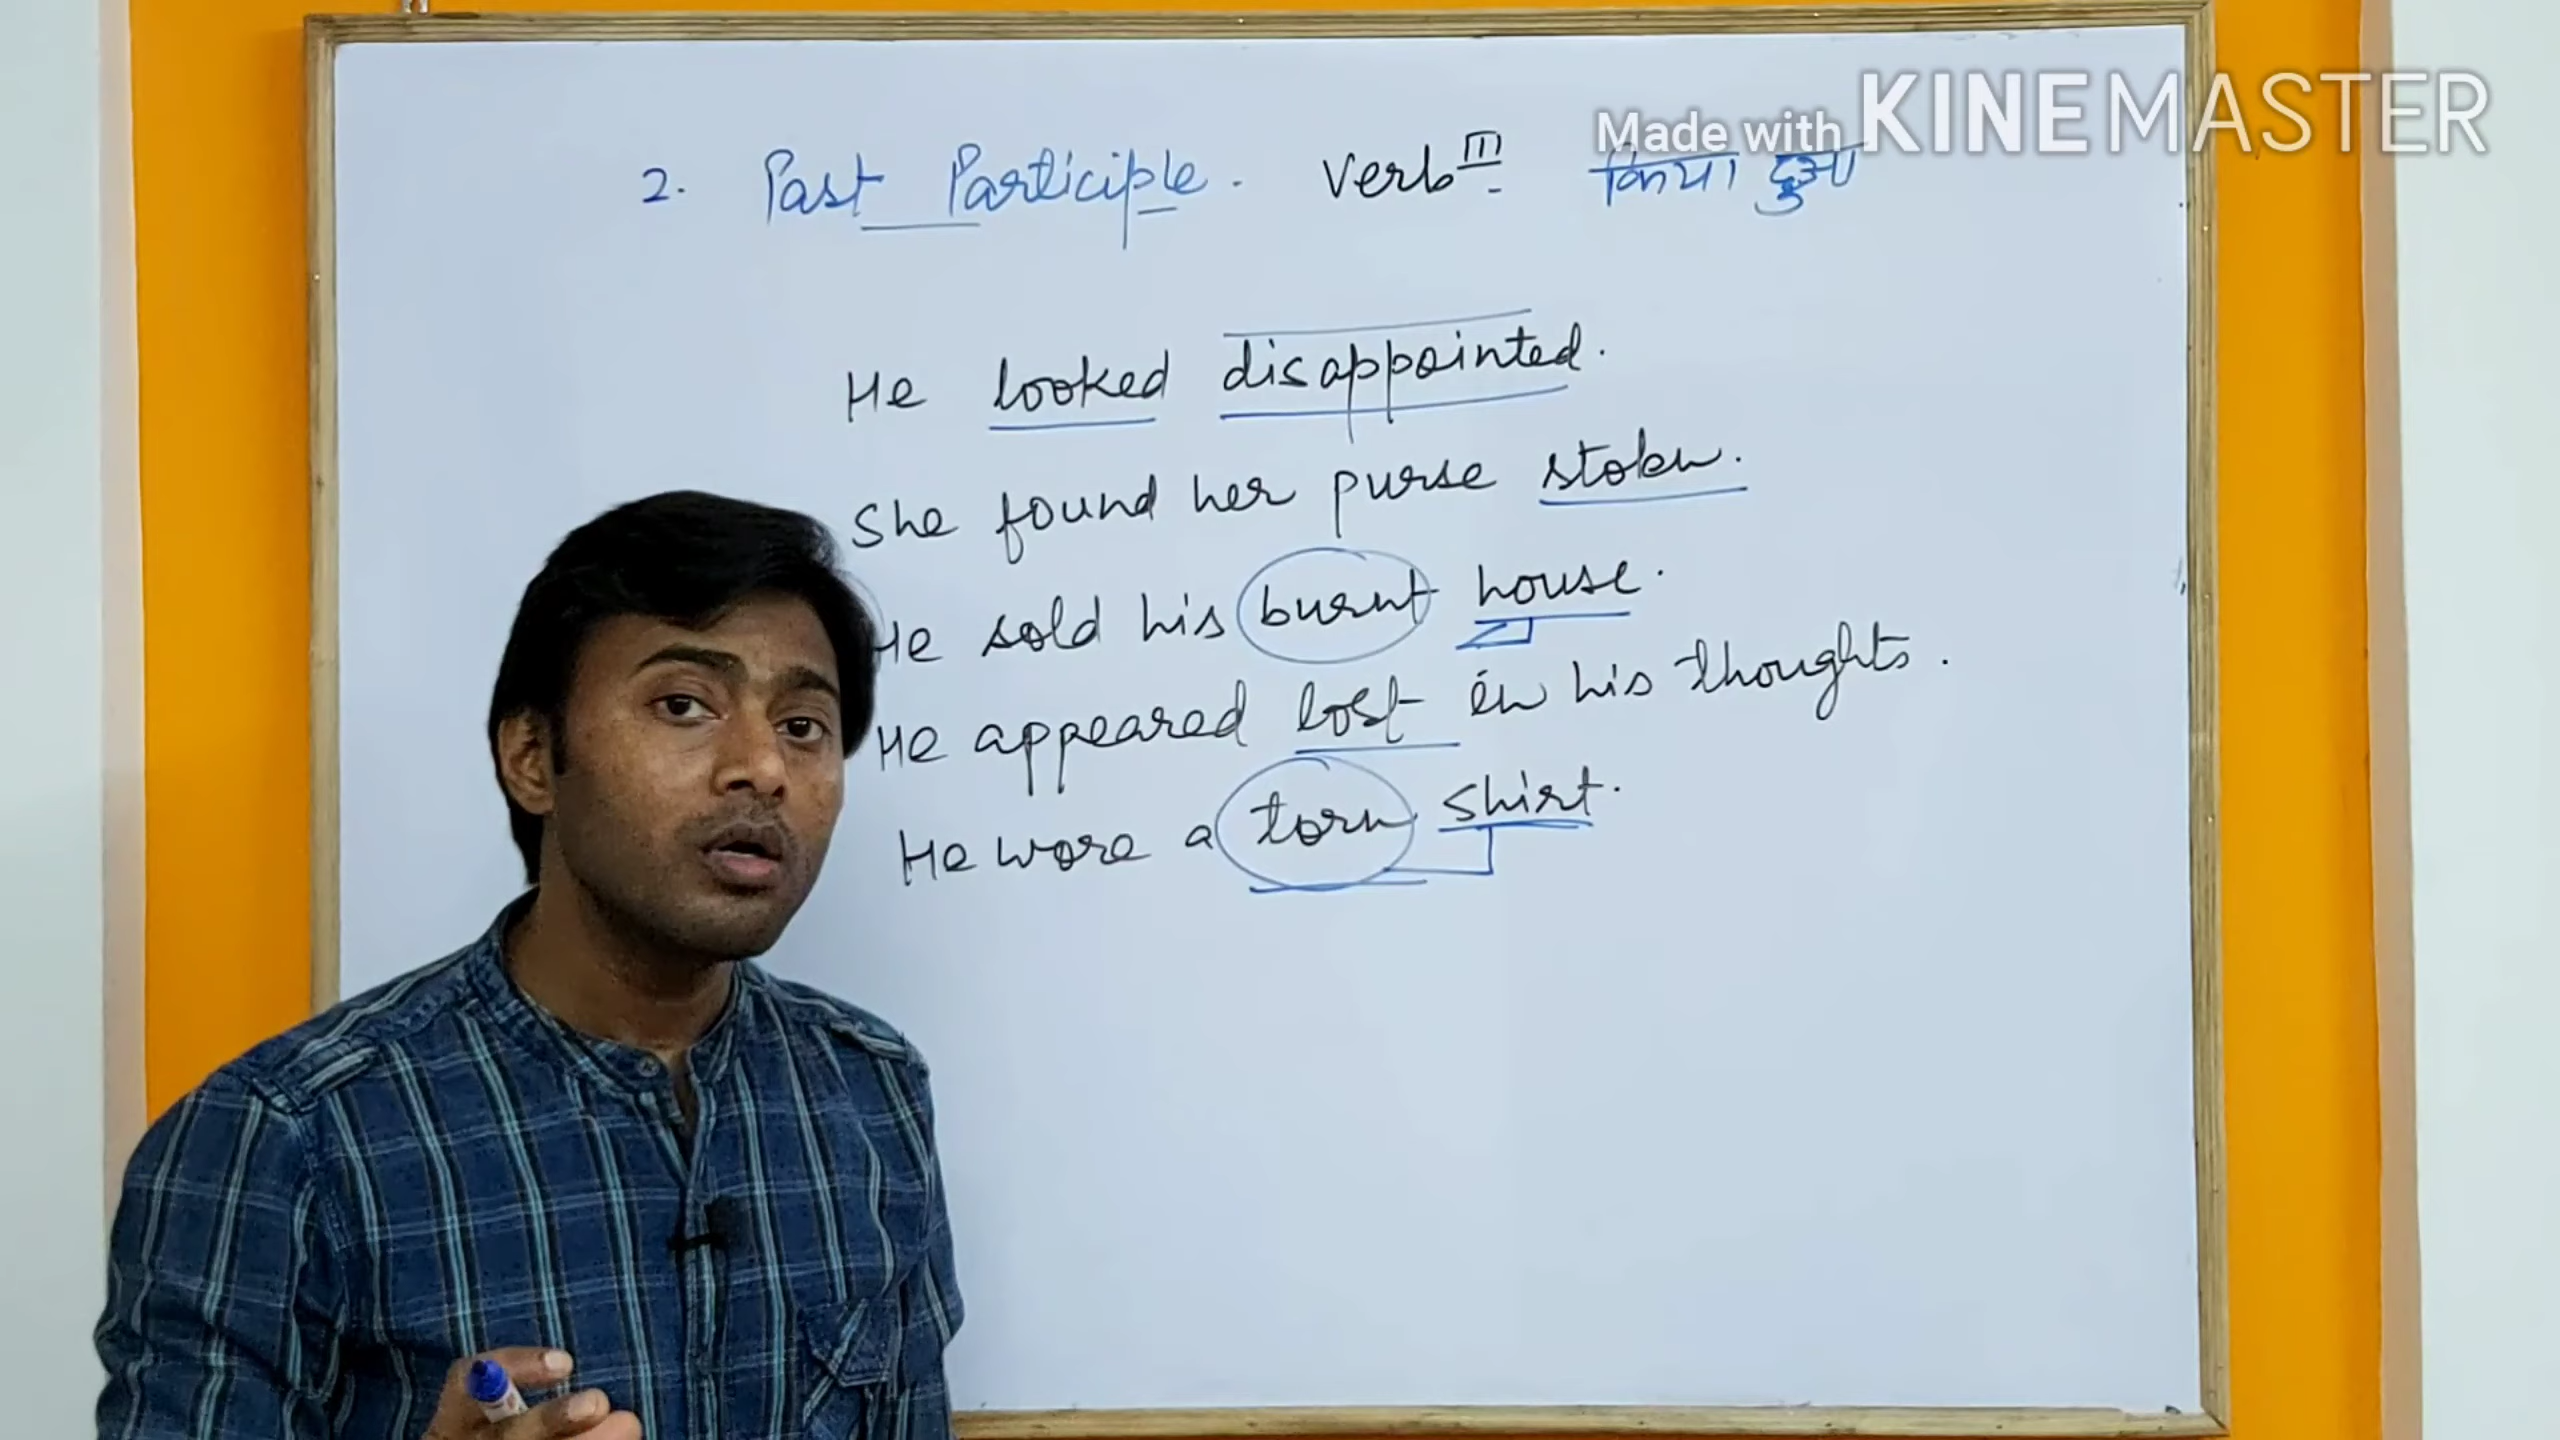 Made with KINEMASTER
2. Past Participle. Verb III किया हुआ
He looked disappointed.
She found her purse stolen.
He sold his burnt house.
He appeared lost in his thoughts.
He wore a torn shirt.